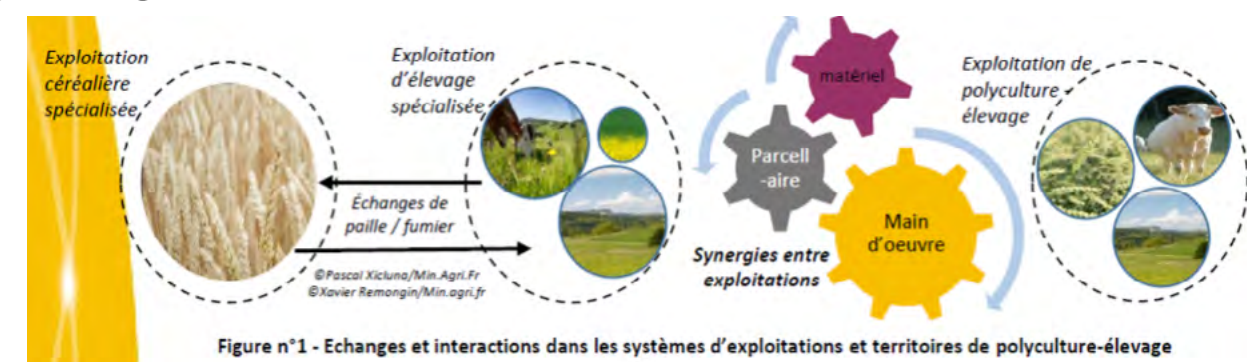 Exploitation
céréalière
spécialisée
Exploitation
d'élevage
spécialisée
Échanges de
paille / fumier
©Pascal Xicluna/Min.Agri.Fr
©Xavier Remongin/Min.agri.fr
matériel
Parcell
-aire
Main
d'oeuvre
Synergies entre
exploitations
Exploitation de
polyculture -
élevage
Figure n°1 - Echanges et interactions dans les systèmes d'exploitations et territoires de polyculture-élevage